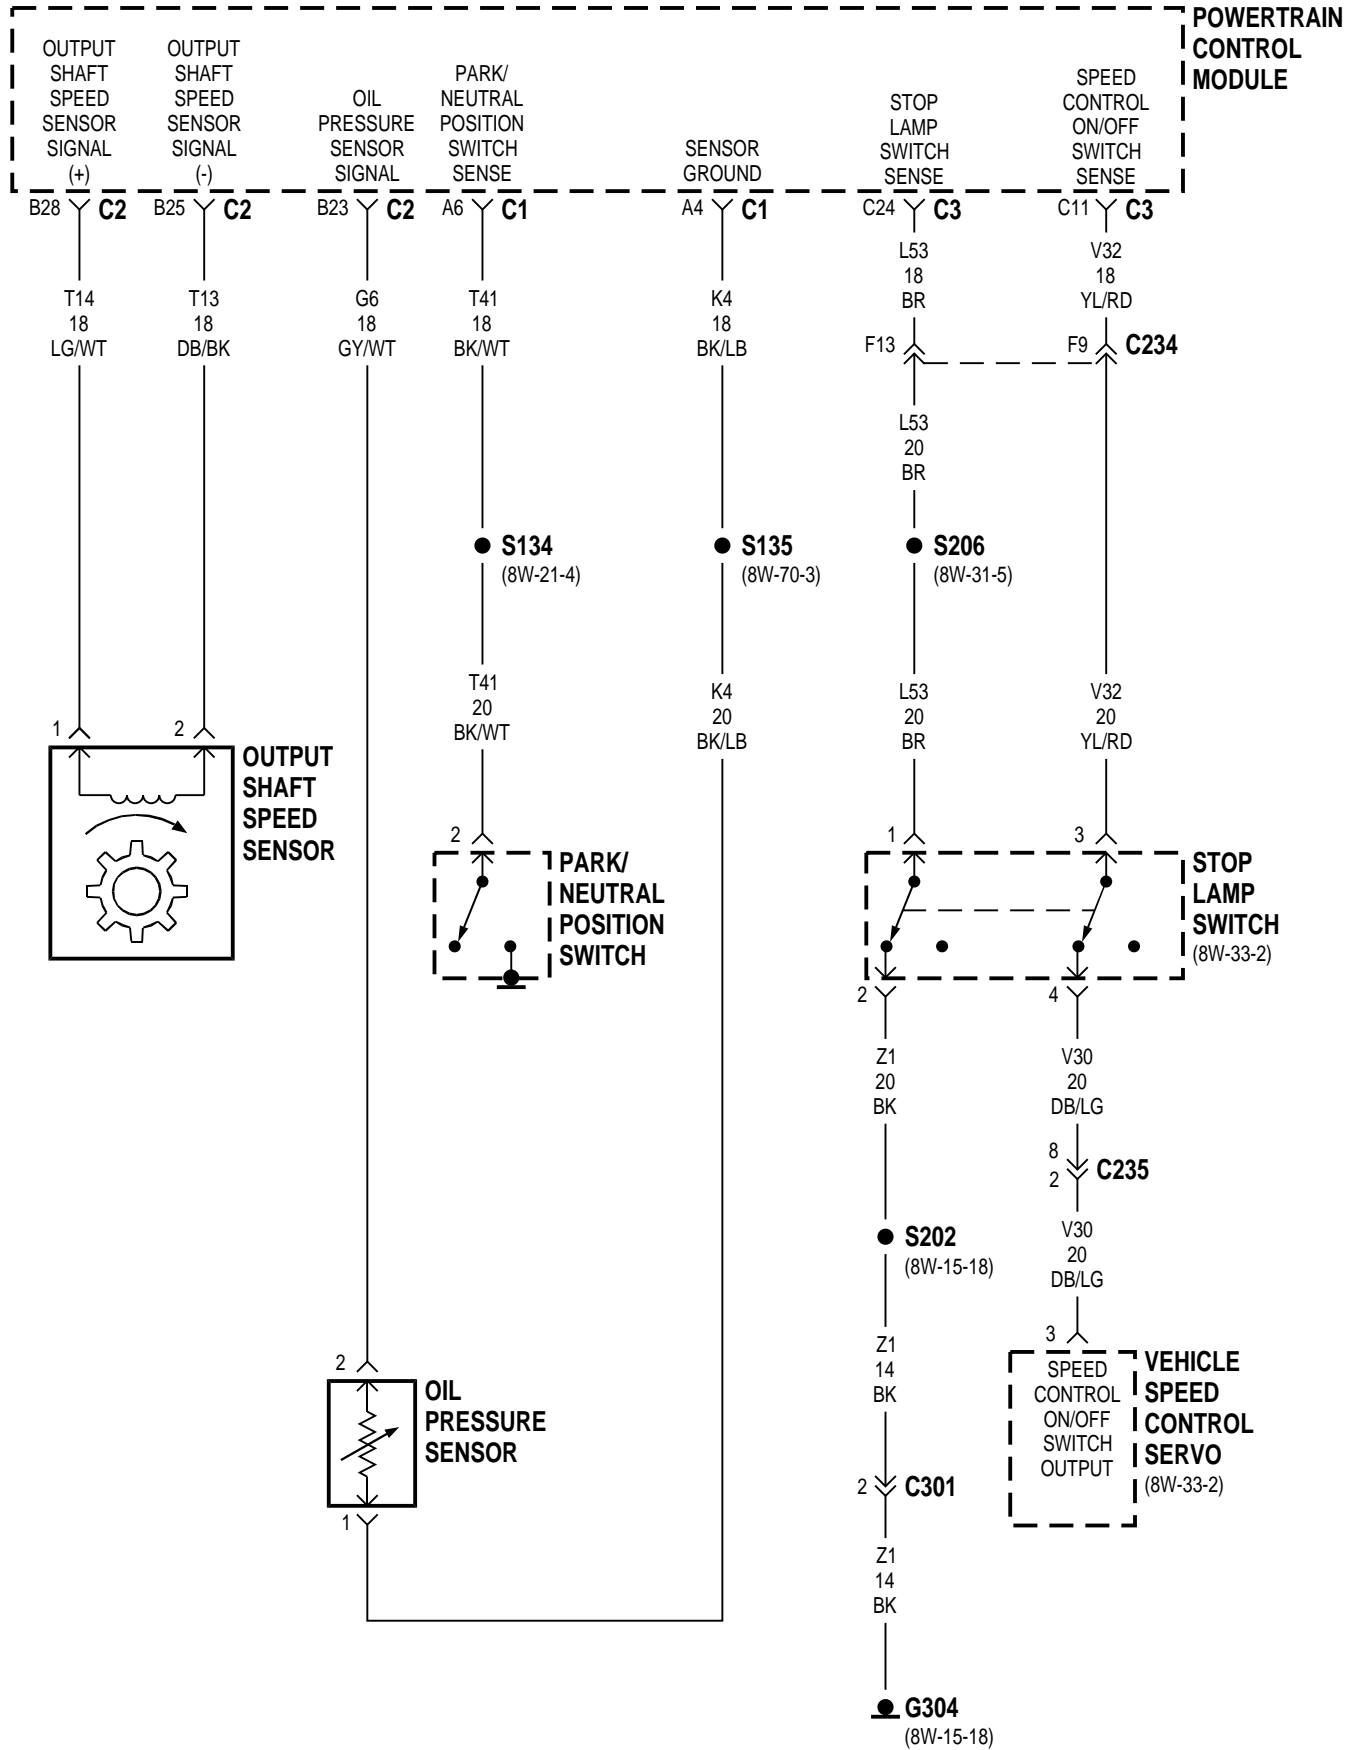 POWERTRAIN
CONTROL
MODULE
OUTPUT
SHAFT
SPEED
SENSOR
SIGNAL
(+)
OUTPUT
SHAFT
SPEED
SENSOR
SIGNAL
(-)
OIL
PRESSURE
SENSOR
SIGNAL
PARK/
NEUTRAL
POSITION
SWITCH
SENSE
SENSOR
GROUND
STOP
LAMP
SWITCH
SENSE
SPEED
CONTROL
ON/OFF
SWITCH
SENSE
B28 C2
B25 C2
B23 C2
A6 C1
A4 C1
C24 C3
C11 C3
T14
18
LG/WT
T13
18
DB/BK
G6
18
GY/WT
T41
18
BK/WT
K4
18
BK/LB
L53
18
BR
V32
18
YL/RD
F13
F9 C234
L53
20
BR
S134
(8W-21-4)
S135
(8W-70-3)
S206
(8W-31-5)
T41
20
BK/WT
K4
20
BK/LB
L53
20
BR
V32
20
YL/RD
1
2
OUTPUT
SHAFT
SPEED
SENSOR
2
PARK/
NEUTRAL
POSITION
SWITCH
1
3
STOP
LAMP
SWITCH
(8W-33-2)
2
4
Z1
20
BK
V30
20
DB/LG
8
2
C235
S202
(8W-15-18)
V30
20
DB/LG
Z1
14
BK
3
SPEED
CONTROL
ON/OFF
SWITCH
OUTPUT
VEHICLE
SPEED
CONTROL
SERVO
(8W-33-2)
2
OIL
PRESSURE
SENSOR
1
2 C301
Z1
14
BK
G304
(8W-15-18)